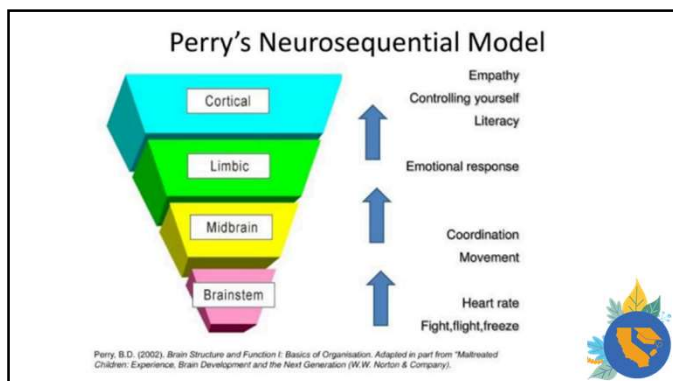 Perry's Neurosequential Model
Cortical
Empathy
Controlling yourself
Literacy
Limbic
Emotional response
Midbrain
Coordination
Movement
Brainstem
Heart rate
Fight,flight,freeze
Perry, B.D. (2002). Brain Structure and Function I: Basics of Organisation. Adapted in part from "Maltreated
Children: Experience, Brain Development and the Next Generation (W.W. Norton & Company).